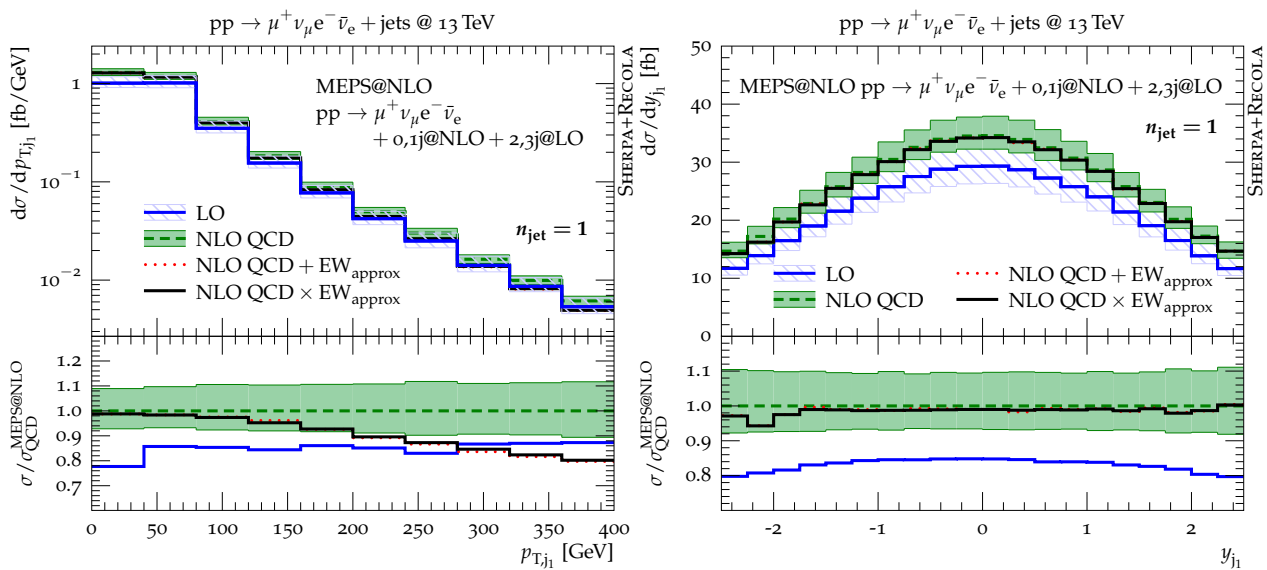 pp → μ⁺ν_μe⁻ν̄_e + jets @ 13 TeV
SHERPA+RECOLA
MEPS@NLO
pp → μ⁺ν_μe⁻ν̄_e
+ 0,1j@NLO + 2,3j@LO
n_jet = 1
LO
NLO QCD
NLO QCD + EW_approx
NLO QCD × EW_approx
1
10⁻¹
10⁻²
dσ/dp_T,j₁ [fb/GeV]
1.2
1.1
1.0
0.9
0.8
0.7
σ/σ_QCD^MEPS@NLO
0 50 100 150 200 250 300 350 400
p_T,j₁ [GeV]
pp → μ⁺ν_μe⁻ν̄_e + jets @ 13 TeV
SHERPA+RECOLA
MEPS@NLO pp → μ⁺ν_μe⁻ν̄_e + 0,1j@NLO + 2,3j@LO
n_jet = 1
LO
NLO QCD
NLO QCD + EW_approx
NLO QCD × EW_approx
50
40
30
20
10
0
dσ/dy_j₁ [fb]
1.1
1.0
0.9
0.8
σ/σ_QCD^MEPS@NLO
-2 -1 0 1 2
y_j₁